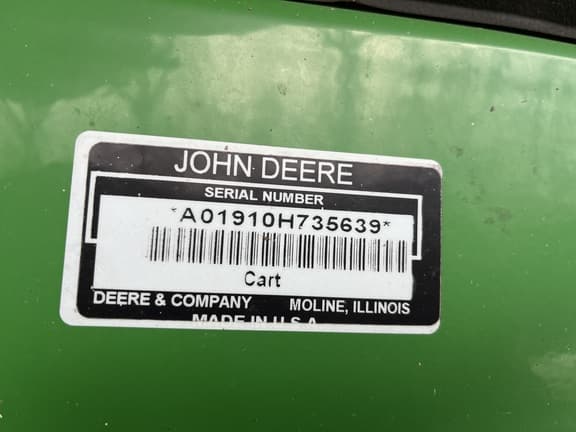 JOHN DEERE
SERIAL NUMBER
*A01910H735639*
Cart
DEERE & COMPANY MOLINE, ILLINOIS
MADE IN U.S.A.